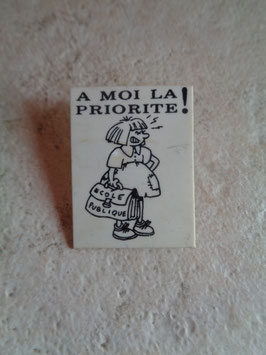 A MOI LA
PRIORITE!
ECOLE
PUBLIQUE